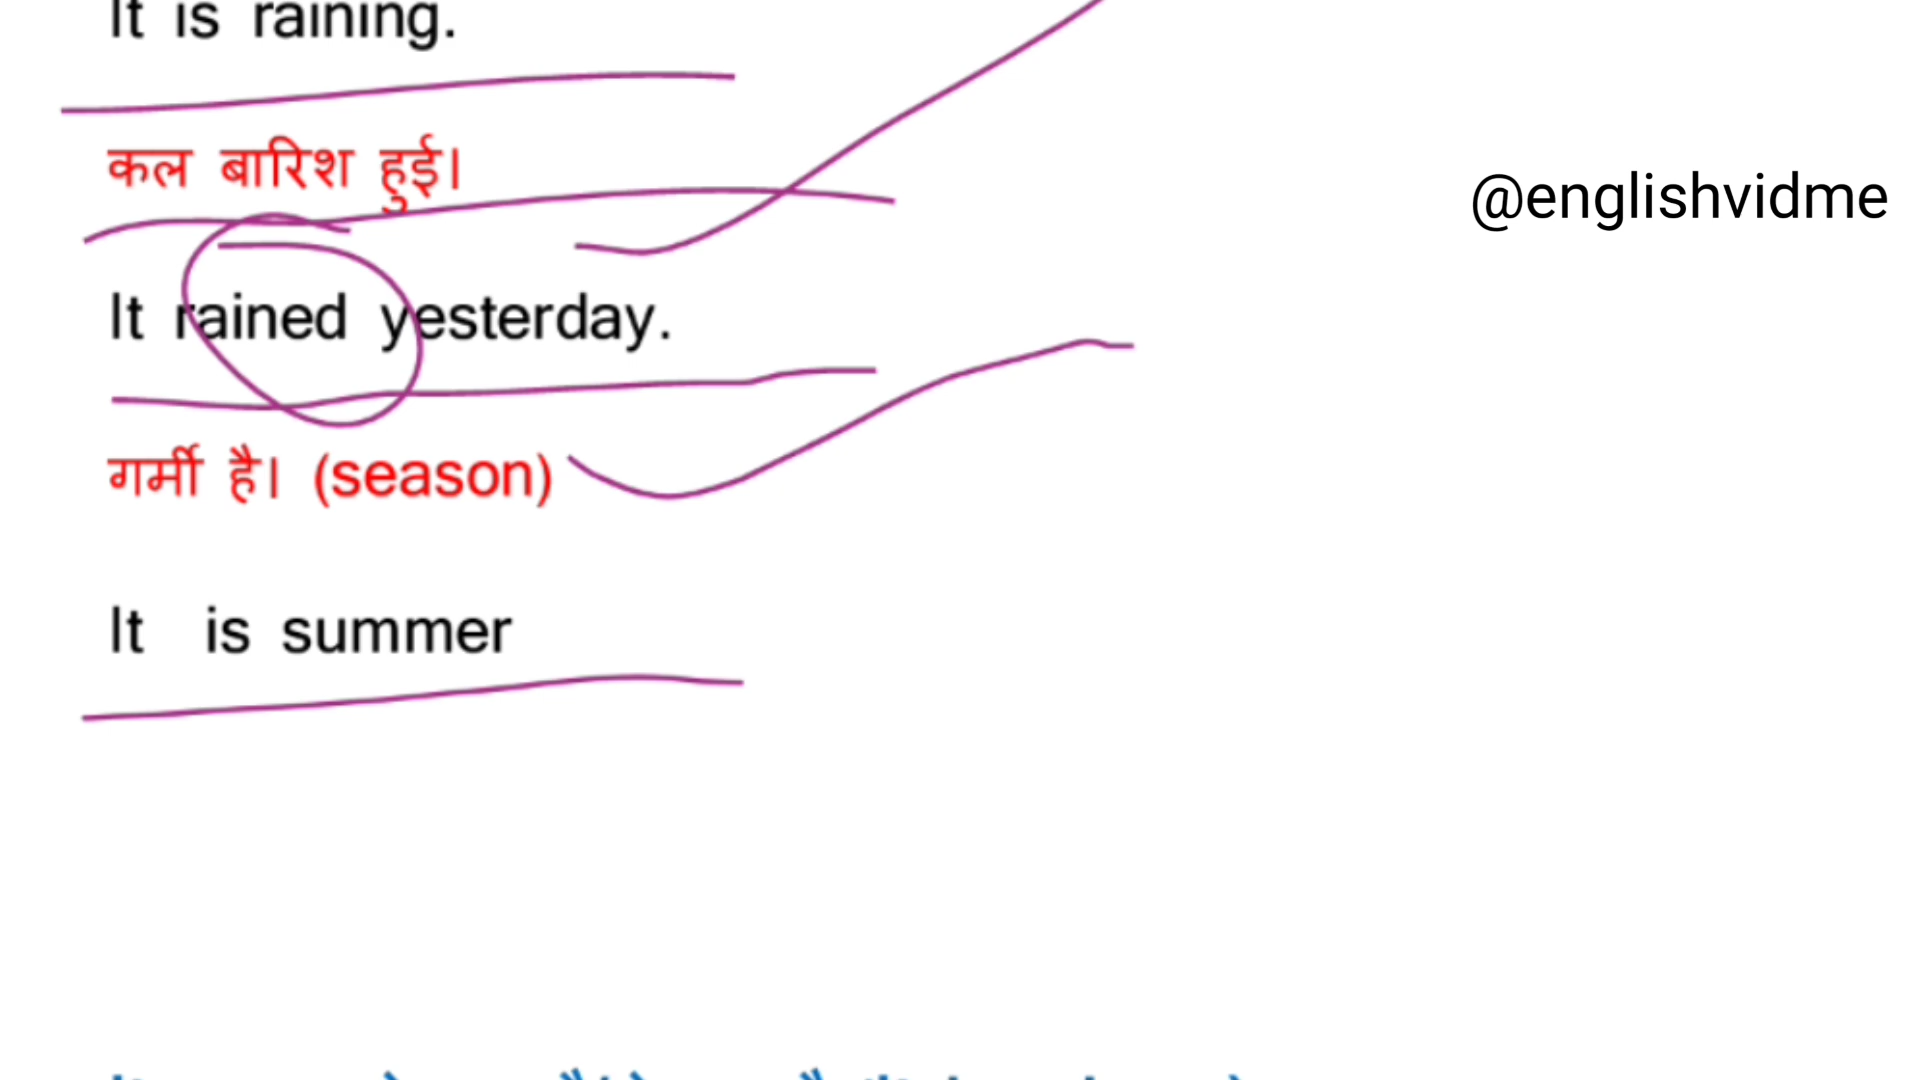 It is raining.
कल बारिश हुई।
@englishvidme
It rained yesterday.
गर्मी है। (season)
It is summer